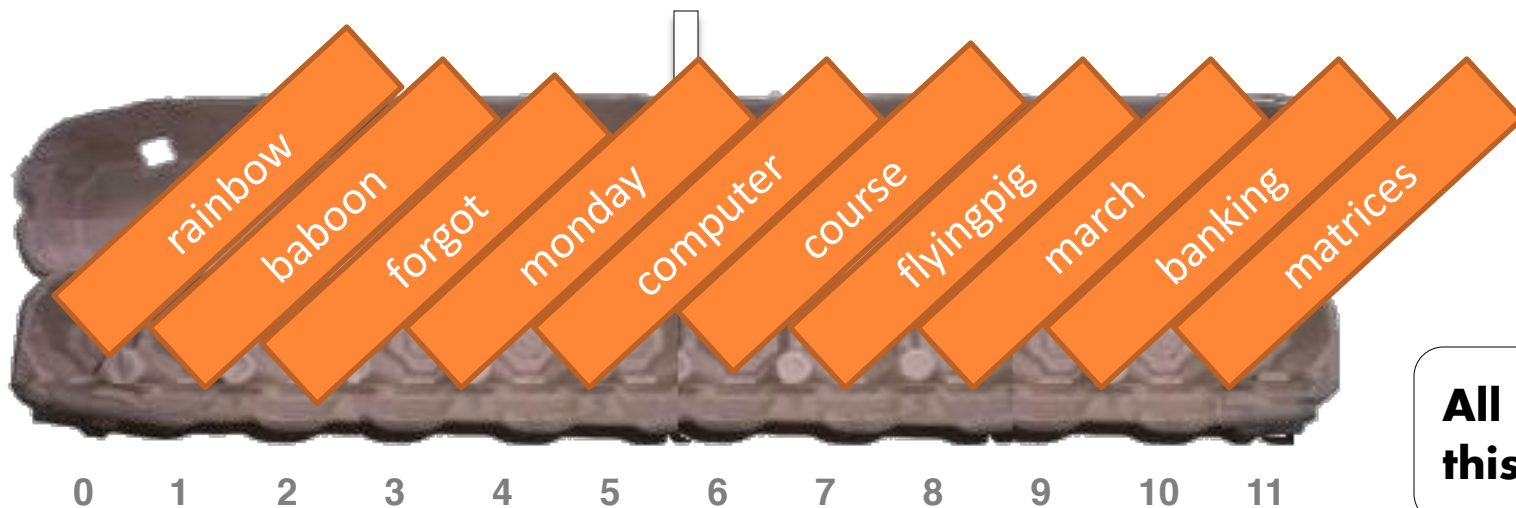 rainbow
baboon
forgot
monday
computer
course
flyingpig
march
banking
matrices
All
this
0 1 2 3 4 5 6 7 8 9 10 11